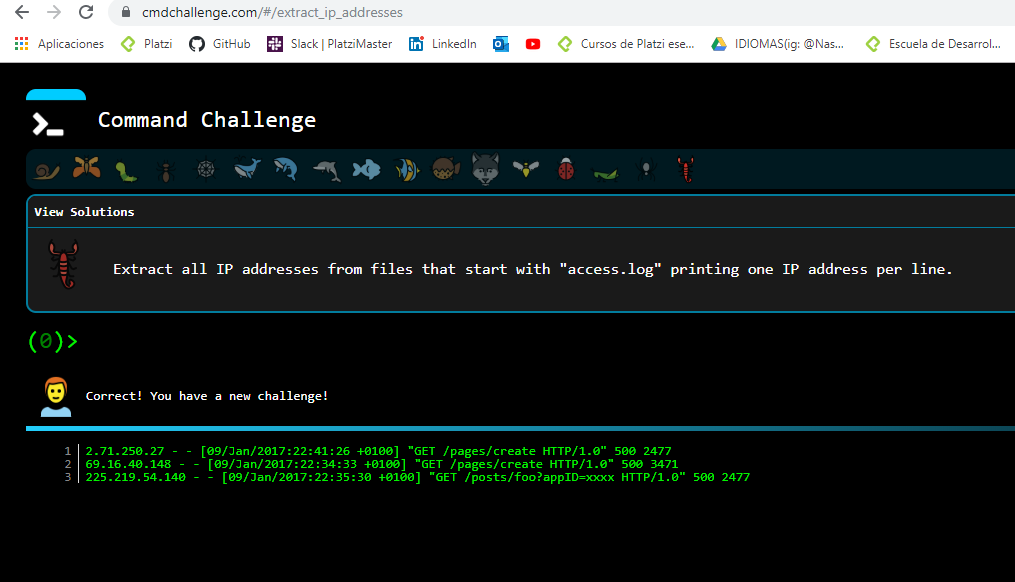 cmdchallenge.com/#/extract_ip_addresses
Aplicaciones Platzi GitHub Slack | PlatziMaster LinkedIn Cursos de Platzi ese... IDIOMAS(ig: @Nas... Escuela de Desarrol...
>_ Command Challenge
View Solutions
Extract all IP addresses from files that start with "access.log" printing one IP address per line.
(0)>
Correct! You have a new challenge!
1 2.71.250.27 - - [09/Jan/2017:22:41:26 +0100] "GET /pages/create HTTP/1.0" 500 2477
2 69.16.40.148 - - [09/Jan/2017:22:34:33 +0100] "GET /pages/create HTTP/1.0" 500 3471
3 225.219.54.140 - - [09/Jan/2017:22:35:30 +0100] "GET /posts/foo?appID=xxxx HTTP/1.0" 500 2477